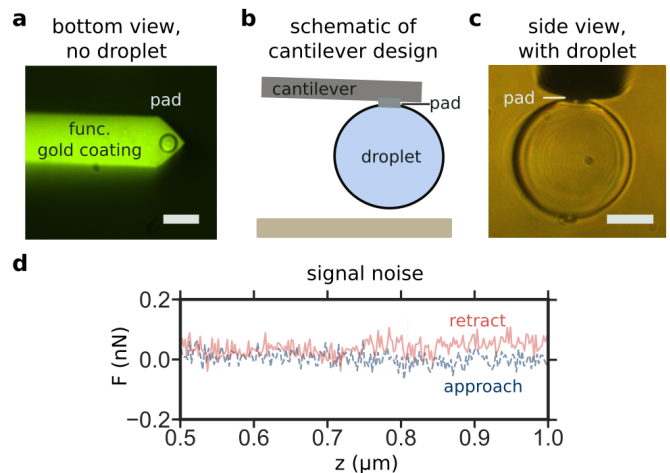 a
bottom view,
no droplet
pad
func.
gold coating
b
schematic of
cantilever design
cantilever
pad
droplet
c
side view,
with droplet
pad
d
signal noise
F (nN)
0.2
0.0
−0.2
retract
approach
0.5
0.6
0.7
0.8
0.9
1.0
z (μm)